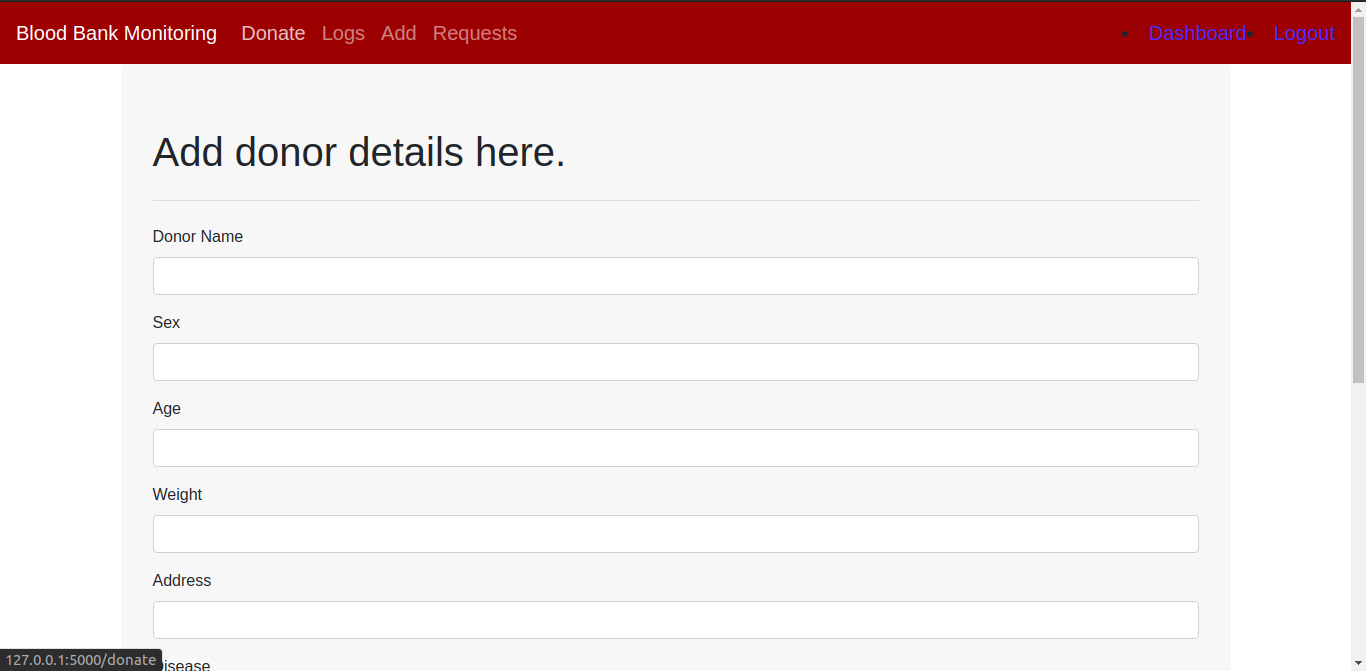 Blood Bank Monitoring Donate Logs Add Requests • Dashboard • Logout
Add donor details here.
Donor Name
Sex
Age
Weight
Address
Disease
127.0.0.1:5000/donate